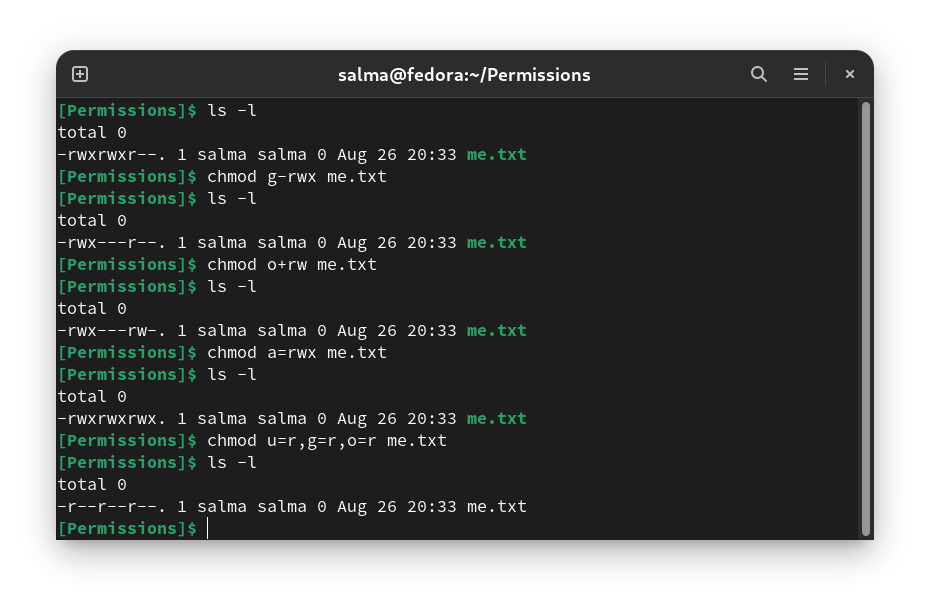 salma@fedora:~/Permissions
[Permissions]$ ls -l
total 0
-rwxrwxr--. 1 salma salma 0 Aug 26 20:33 me.txt
[Permissions]$ chmod g-rwx me.txt
[Permissions]$ ls -l
total 0
-rwx---r--. 1 salma salma 0 Aug 26 20:33 me.txt
[Permissions]$ chmod o+rw me.txt
[Permissions]$ ls -l
total 0
-rwx---rw-. 1 salma salma 0 Aug 26 20:33 me.txt
[Permissions]$ chmod a=rwx me.txt
[Permissions]$ ls -l
total 0
-rwxrwxrwx. 1 salma salma 0 Aug 26 20:33 me.txt
[Permissions]$ chmod u=r,g=r,o=r me.txt
[Permissions]$ ls -l
total 0
-r--r--r--. 1 salma salma 0 Aug 26 20:33 me.txt
[Permissions]$